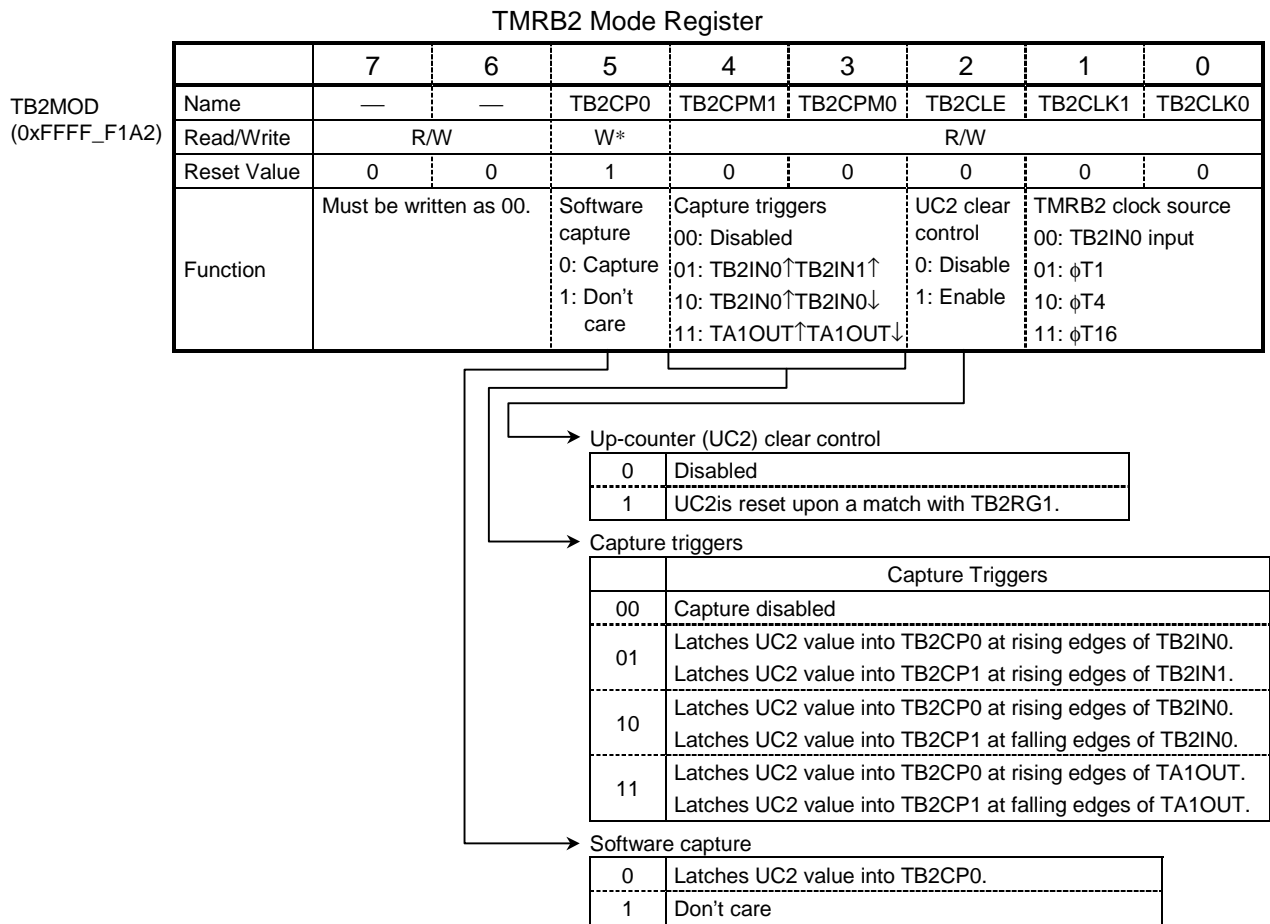 TMRB2 Mode Register
7 6 5 4 3 2 1 0
TB2MOD
(0xFFFF_F1A2)
Name — — TB2CP0 TB2CPM1 TB2CPM0 TB2CLE TB2CLK1 TB2CLK0
Read/Write R/W W* R/W
Reset Value 0 0 1 0 0 0 0 0
Function
Must be written as 00.
Software
capture
0: Capture
1: Don't
care
Capture triggers
00: Disabled
01: TB2IN0↑TB2IN1↑
10: TB2IN0↑TB2IN0↓
11: TA1OUT↑TA1OUT↓
UC2 clear
control
0: Disable
1: Enable
TMRB2 clock source
00: TB2IN0 input
01: ϕT1
10: ϕT4
11: ϕT16
Up-counter (UC2) clear control
0 Disabled
1 UC2is reset upon a match with TB2RG1.
Capture triggers
Capture Triggers
00 Capture disabled
01 Latches UC2 value into TB2CP0 at rising edges of TB2IN0.
Latches UC2 value into TB2CP1 at rising edges of TB2IN1.
10 Latches UC2 value into TB2CP0 at rising edges of TB2IN0.
Latches UC2 value into TB2CP1 at falling edges of TB2IN0.
11 Latches UC2 value into TB2CP0 at rising edges of TA1OUT.
Latches UC2 value into TB2CP1 at falling edges of TA1OUT.
Software capture
0 Latches UC2 value into TB2CP0.
1 Don't care